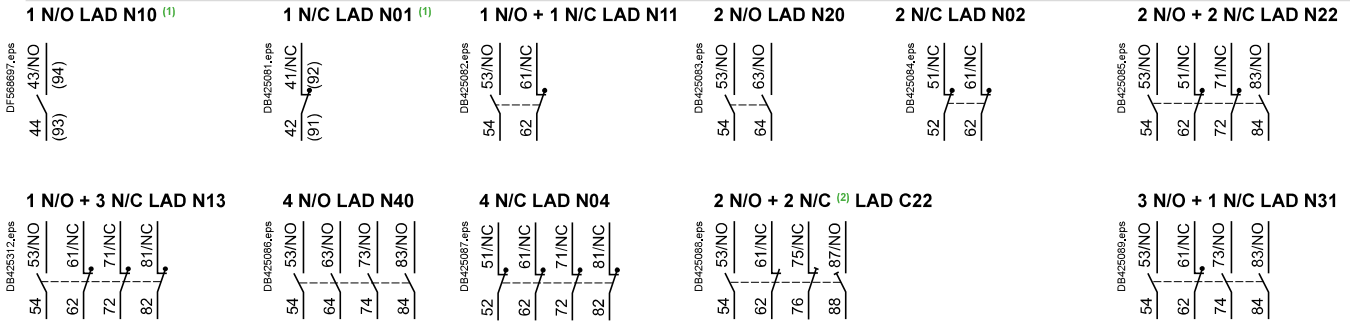 1 N/O LAD N10 (1)
DF568697.eps
43/NO
(94)
44
(93)
1 N/C LAD N01 (1)
DB425081.eps
41/NC
(92)
42
(91)
1 N/O + 1 N/C LAD N11
DB425082.eps
53/NO
61/NC
54
62
2 N/O LAD N20
DB425083.eps
53/NO
63/NO
54
64
2 N/C LAD N02
DB425084.eps
51/NC
61/NC
52
62
2 N/O + 2 N/C LAD N22
DB425085.eps
53/NO
51/NC
71/NC
83/NO
54
62
72
84
1 N/O + 3 N/C LAD N13
DB425312.eps
53/NO
61/NC
71/NC
81/NC
54
62
72
82
4 N/O LAD N40
DB425086.eps
53/NO
63/NO
73/NO
83/NO
54
64
74
84
4 N/C LAD N04
DB425087.eps
51/NC
61/NC
71/NC
81/NC
52
62
72
82
2 N/O + 2 N/C (2) LAD C22
DB425088.eps
53/NO
61/NC
75/NC
87/NO
54
62
76
88
3 N/O + 1 N/C LAD N31
DB425089.eps
53/NO
61/NC
73/NO
83/NO
54
62
74
84